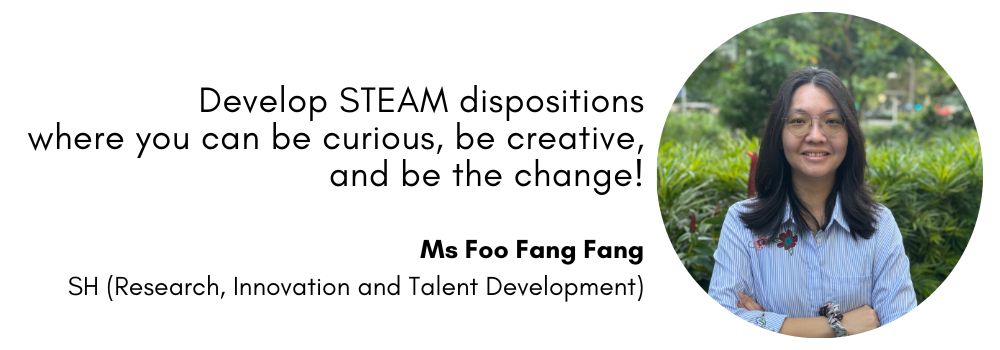 Develop STEAM dispositions
where you can be curious, be creative,
and be the change!
Ms Foo Fang Fang
SH (Research, Innovation and Talent Development)